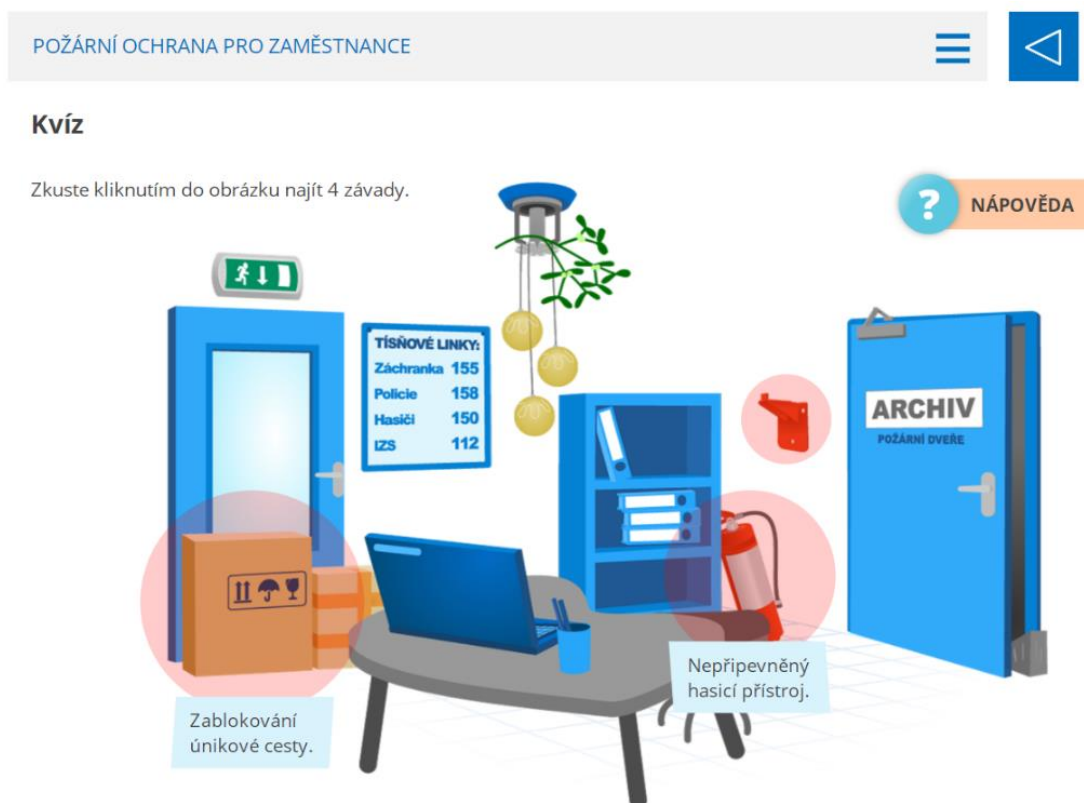 POŽÁRNÍ OCHRANA PRO ZAMĚSTNANCE
Kvíz
Zkuste kliknutím do obrázku najít 4 závady.
?
NÁPOVĚDA
TÍSŇOVÉ LINKY:
Záchranka 155
Policie 158
Hasiči 150
IZS 112
ARCHIV
POŽÁRNÍ DVEŘE
Nepřipevněný
hasicí přístroj.
Zablokování
únikové cesty.